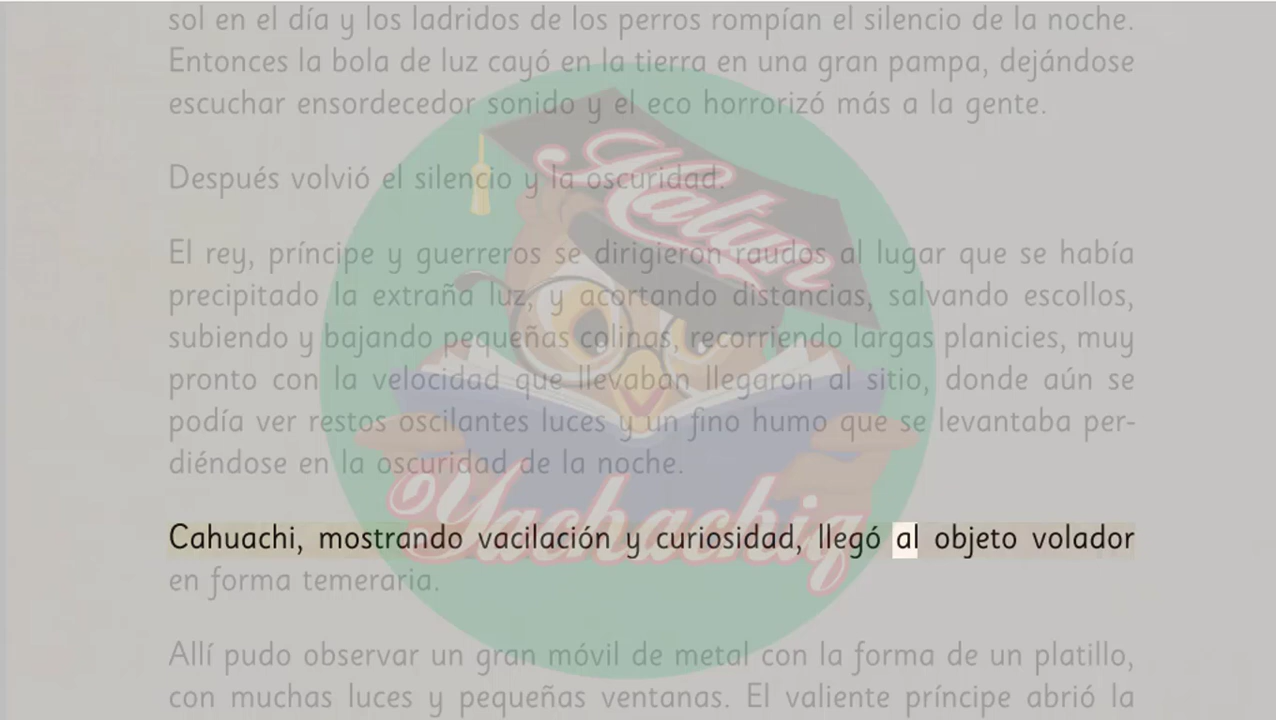 sol en el día y los ladridos de los perros rompían el silencio de la noche.
Entonces la bola de luz cayó en la tierra en una gran pampa, dejándose
escuchar ensordecedor sonido y el eco horrorizó más a la gente.
Después volvió el silencio y la oscuridad.
El rey, príncipe y guerreros se dirigieron raudos al lugar que se había
precipitado la extraña luz, y acortando distancias, salvando escollos,
subiendo y bajando pequeñas colinas, recorriendo largas planicies, muy
pronto con la velocidad que llevaban llegaron al sitio, donde aún se
podía ver restos oscilantes luces y un fino humo que se levantaba per-
diéndose en la oscuridad de la noche.
Cahuachi, mostrando vacilación y curiosidad, llegó al objeto volador
en forma temeraria.
Allí pudo observar un gran móvil de metal con la forma de un platillo,
con muchas luces y pequeñas ventanas. El valiente príncipe abrió la
Hatun
Yachachiq